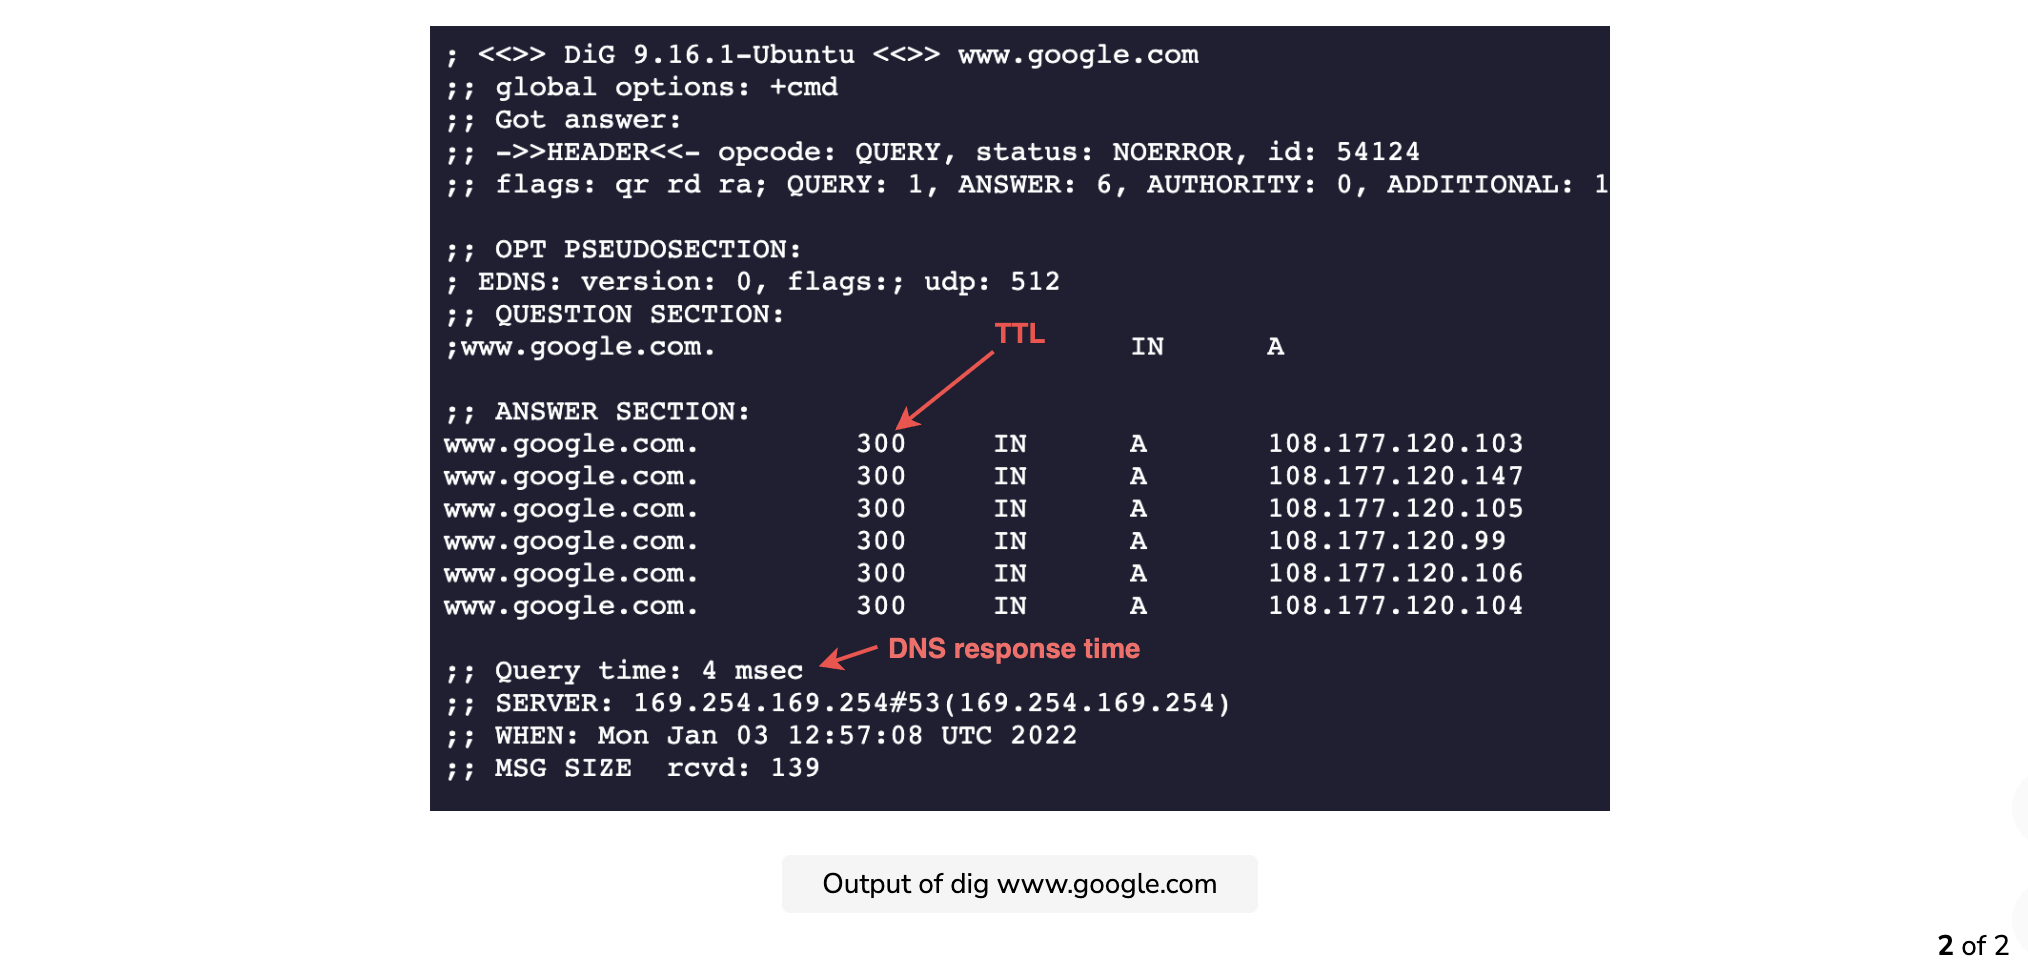 ; <<>> DiG 9.16.1-Ubuntu <<>> www.google.com
;; global options: +cmd
;; Got answer:
;; ->>HEADER<<- opcode: QUERY, status: NOERROR, id: 54124
;; flags: qr rd ra; QUERY: 1, ANSWER: 6, AUTHORITY: 0, ADDITIONAL: 1
;; OPT PSEUDOSECTION:
; EDNS: version: 0, flags:; udp: 512
;; QUESTION SECTION:
TTL
;www.google.com. IN A
;; ANSWER SECTION:
www.google.com. 300 IN A 108.177.120.103
www.google.com. 300 IN A 108.177.120.147
www.google.com. 300 IN A 108.177.120.105
www.google.com. 300 IN A 108.177.120.99
www.google.com. 300 IN A 108.177.120.106
www.google.com. 300 IN A 108.177.120.104
DNS response time
;; Query time: 4 msec
;; SERVER: 169.254.169.254#53(169.254.169.254)
;; WHEN: Mon Jan 03 12:57:08 UTC 2022
;; MSG SIZE  rcvd: 139
Output of dig www.google.com
2 of 2